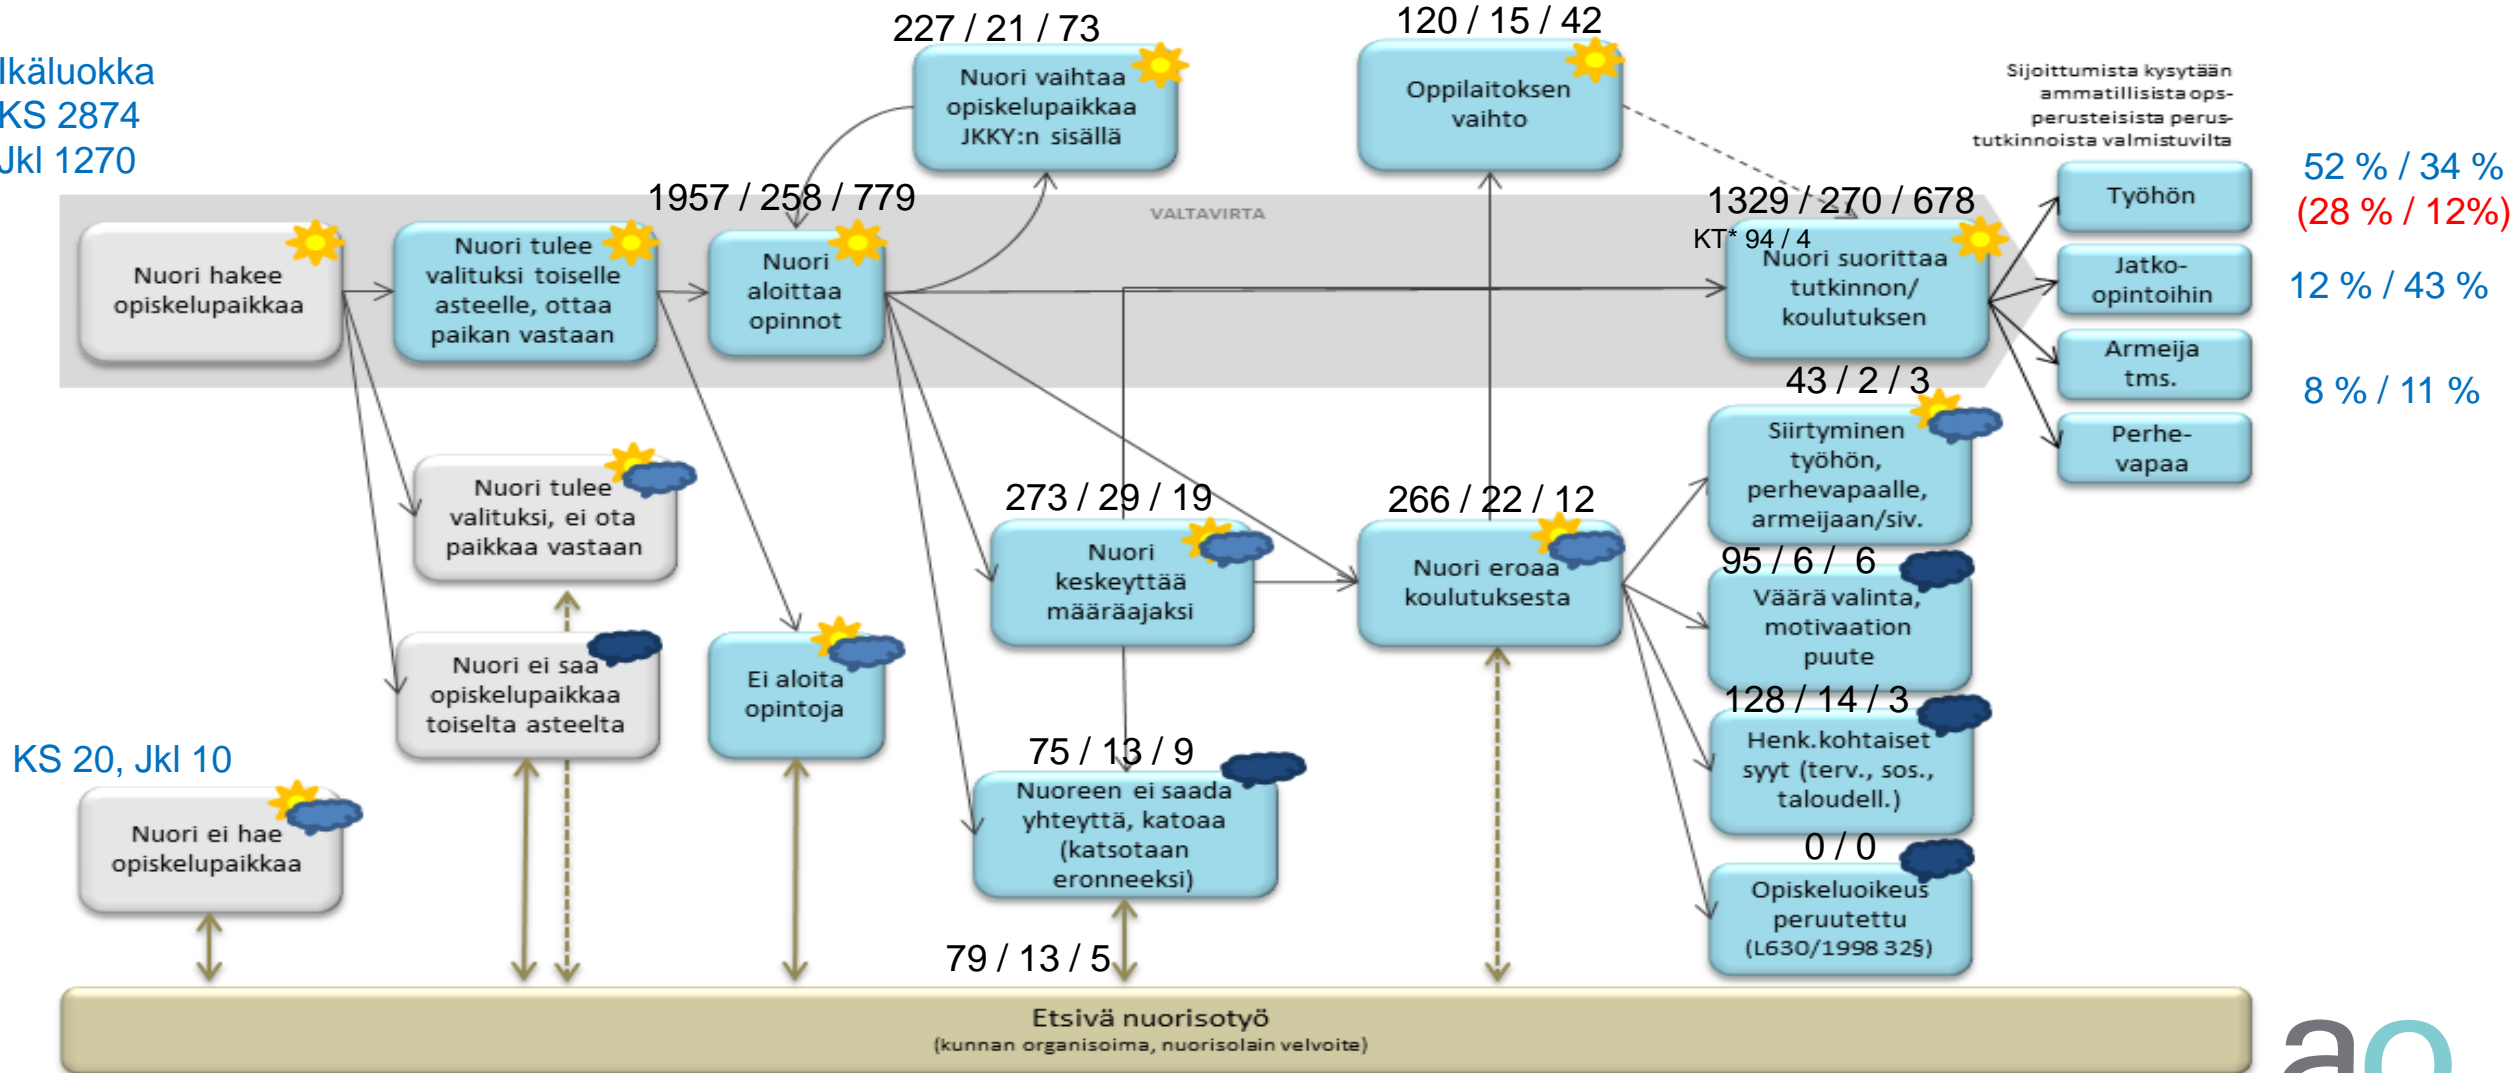 227 / 21 / 73
120 / 15 / 42
Ikäluokka
KS 2874
Jkl 1270
Nuori vaihtaa
opiskelupaikkaa
JKKY:n sisällä
Oppilaitoksen
vaihto
Sijoittumista kysytään
ammatillisista ops-
perusteisista perus-
tutkinnoista valmistuvilta
52 % / 34 %
(28 % / 12%)
1957 / 258 / 779
VALTAVIRTA
1329 / 270 / 678
KT* 94 / 4
Työhön
Nuori hakee
opiskelupaikkaa
Nuori tulee
valituksi toiselle
asteelle, ottaa
paikan vastaan
Nuori
aloittaa
opinnot
Nuori suorittaa
tutkinnon/
koulutuksen
Jatko-
opintoihin
12 % / 43 %
Armeija
tms.
8 % / 11 %
Perhe-
vapaa
43 / 2 / 3
Siirtyminen
työhön,
perhevapaalle,
armeijaan/siv.
Nuori tulee
valituksi, ei ota
paikkaa vastaan
273 / 29 / 19
Nuori
keskeyttää
määräajaksi
266 / 22 / 12
Nuori eroaa
koulutuksesta
95 / 6 / 6
Väärä valinta,
motivaation
puute
Nuori ei saa
opiskelupaikkaa
toiselta asteelta
Ei aloita
opintoja
128 / 14 / 3
Henk.kohtaiset
syyt (terv., sos.,
taloudell.)
KS 20, Jkl 10
Nuori ei hae
opiskelupaikkaa
75 / 13 / 9
Nuoreen ei saada
yhteyttä, katoaa
(katsotaan
eronneeksi)
0 / 0
Opiskeluoikeus
peruutettu
(L630/1998 32§)
79 / 13 / 5
Etsivä nuorisotyö
(kunnan organisoima, nuorisolain velvoite)
ao